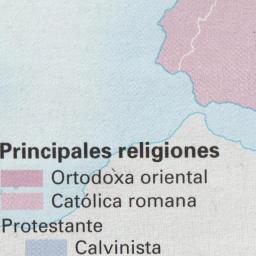 Principales religiones
Ortodoxa oriental
Católica romana
Protestante
Calvinista